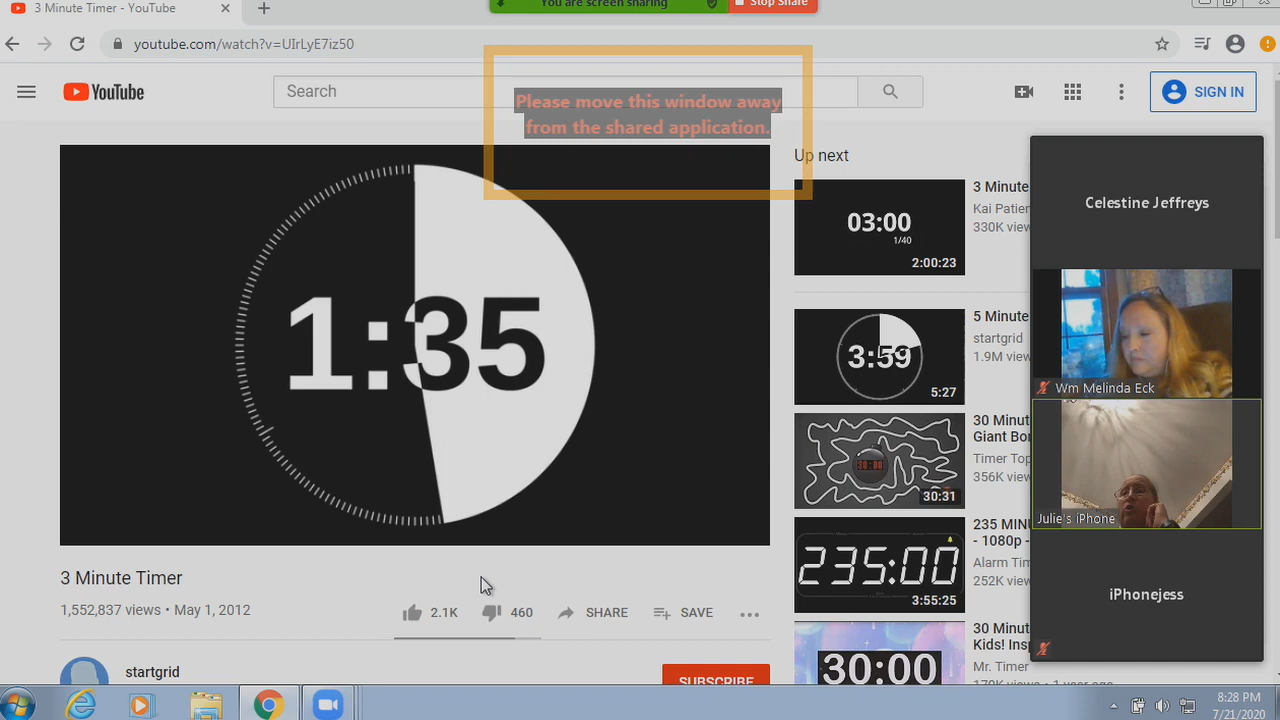 3 Minute Timer - YouTube
You are screen sharing
Stop Share
youtube.com/watch?v=UIrLyE7iz50
YouTube
Search
SIGN IN
Please move this window away
from the shared application.
1:35
Up next
03:00
1/40
2:00:23
3 Minute
Kai Patien
330K view
3:59
5:27
5 Minute
startgrid
1.9M view
30:00
30:31
30 Minut
Giant Bo
Timer Top
356K view
235:00
3:55:25
235 MINU
- 1080p -
Alarm Tim
252K view
30:00
30 Minut
Kids! Insp
Mr. Timer
Celestine Jeffreys
Wm Melinda Eck
Julie's iPhone
iPhonejess
3 Minute Timer
1,552,837 views • May 1, 2012
2.1K
460
SHARE
SAVE
startgrid
SUBSCRIBE
8:28 PM
7/21/2020